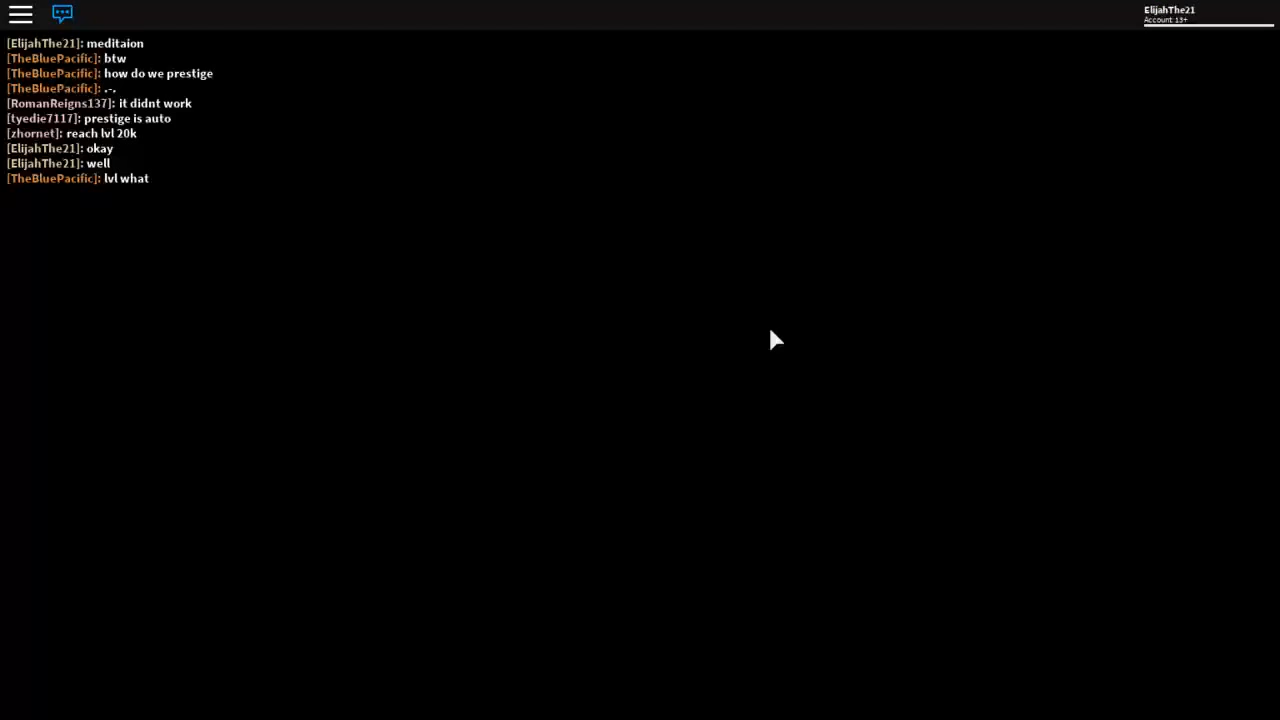 ElijahThe21
Account: 13+
[ElijahThe21]: meditaion
[TheBluePacific]: btw
[TheBluePacific]: how do we prestige
[TheBluePacific]: .-.
[RomanReigns137]: it didnt work
[tyedie7117]: prestige is auto
[zhornet]: reach lvl 20k
[ElijahThe21]: okay
[ElijahThe21]: well
[TheBluePacific]: lvl what